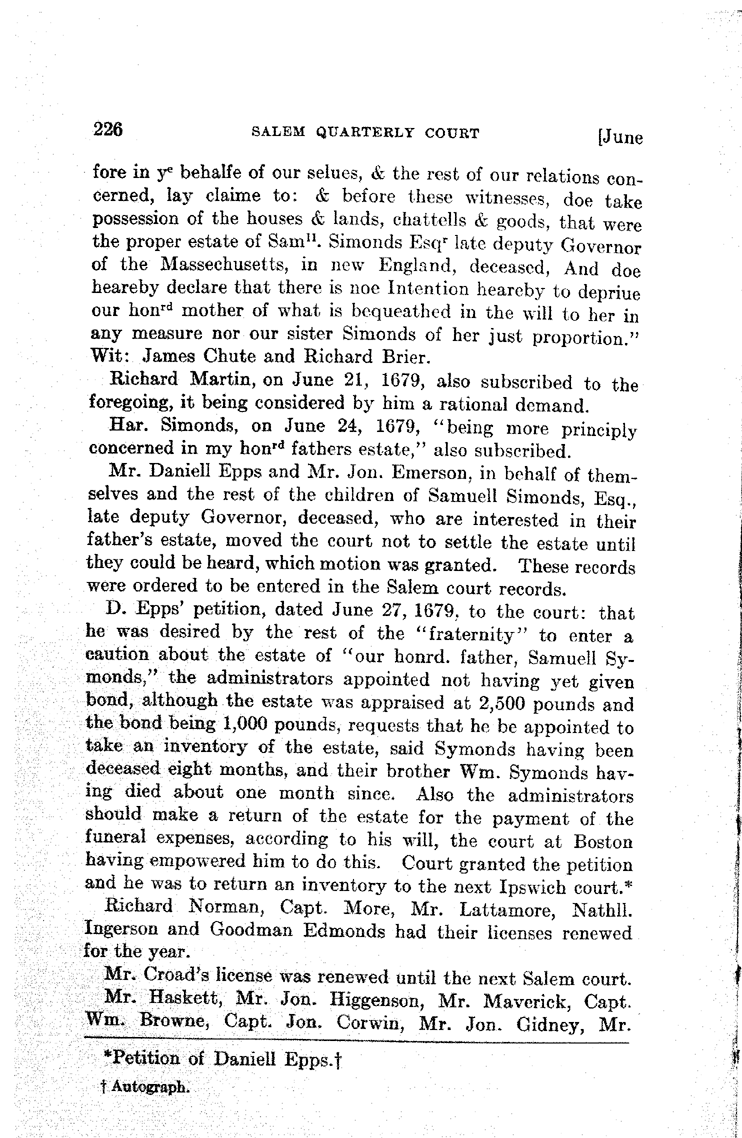 226 SALEM QUARTERLY COURT [June
fore in yᵉ behalfe of our selues, & the rest of our relations con-
cerned, lay claime to: & before these witnesses, doe take
possession of the houses & lands, chattells & goods, that were
the proper estate of Samˡˡ. Simonds Esqʳ late deputy Governor
of the Massechusetts, in new England, deceased, And doe
heareby declare that there is noe Intention heareby to depriue
our honʳᵈ mother of what is bequeathed in the will to her in
any measure nor our sister Simonds of her just proportion."
Wit: James Chute and Richard Brier.
Richard Martin, on June 21, 1679, also subscribed to the
foregoing, it being considered by him a rational demand.
Har. Simonds, on June 24, 1679, "being more principly
concerned in my honʳᵈ fathers estate," also subscribed.
Mr. Daniell Epps and Mr. Jon. Emerson, in behalf of them-
selves and the rest of the children of Samuell Simonds, Esq.,
late deputy Governor, deceased, who are interested in their
father's estate, moved the court not to settle the estate until
they could be heard, which motion was granted. These records
were ordered to be entered in the Salem court records.
D. Epps' petition, dated June 27, 1679, to the court: that
he was desired by the rest of the "fraternity" to enter a
caution about the estate of "our honrd. father, Samuell Sy-
monds," the administrators appointed not having yet given
bond, although the estate was appraised at 2,500 pounds and
the bond being 1,000 pounds, requests that he be appointed to
take an inventory of the estate, said Symonds having been
deceased eight months, and their brother Wm. Symonds hav-
ing died about one month since. Also the administrators
should make a return of the estate for the payment of the
funeral expenses, according to his will, the court at Boston
having empowered him to do this. Court granted the petition
and he was to return an inventory to the next Ipswich court.*
Richard Norman, Capt. More, Mr. Lattamore, Nathll.
Ingerson and Goodman Edmonds had their licenses renewed
for the year.
Mr. Croad's license was renewed until the next Salem court.
Mr. Haskett, Mr. Jon. Higgenson, Mr. Maverick, Capt.
Wm. Browne, Capt. Jon. Corwin, Mr. Jon. Gidney, Mr.
*Petition of Daniell Epps.†
† Autograph.